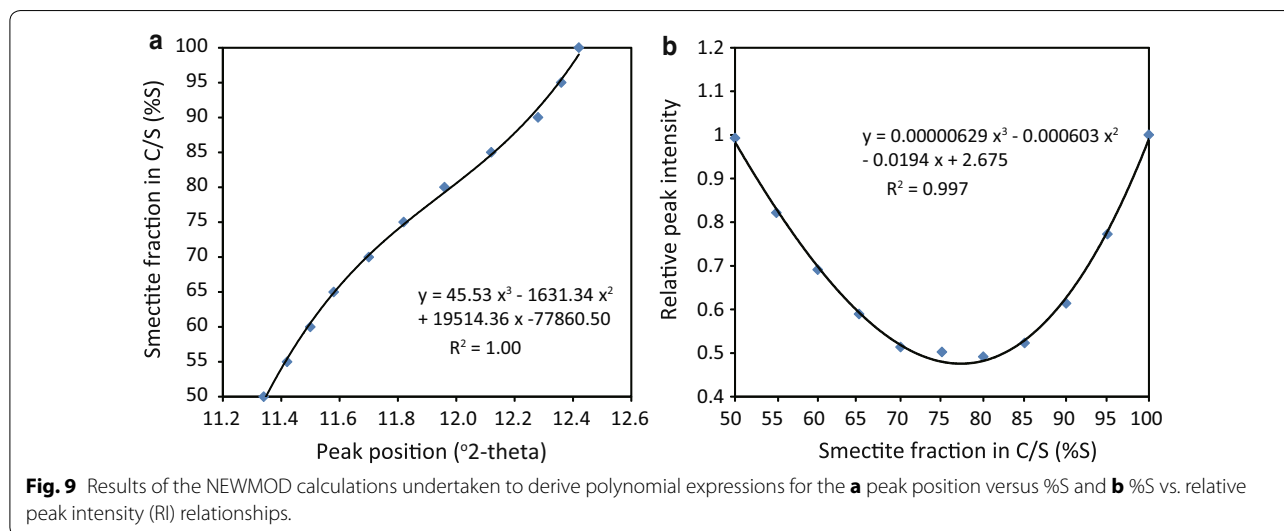 a
100
95
90
85
80
75
70
65
60
55
50
Smectite fraction in C/S (%S)
y = 45.53 x³ - 1631.34 x²
+ 19514.36 x -77860.50
R² = 1.00
11.2 11.4 11.6 11.8 12.0 12.2 12.4 12.6
Peak position (°2-theta)
b
1.2
1.1
1
0.9
0.8
0.7
0.6
0.5
0.4
Relative peak intensity
y = 0.00000629 x³ - 0.000603 x²
- 0.0194 x + 2.675
R² = 0.997
50 55 60 65 70 75 80 85 90 95 100
Smectite fraction in C/S (%S)
Fig. 9 Results of the NEWMOD calculations undertaken to derive polynomial expressions for the a peak position versus %S and b %S vs. relative
peak intensity (RI) relationships.